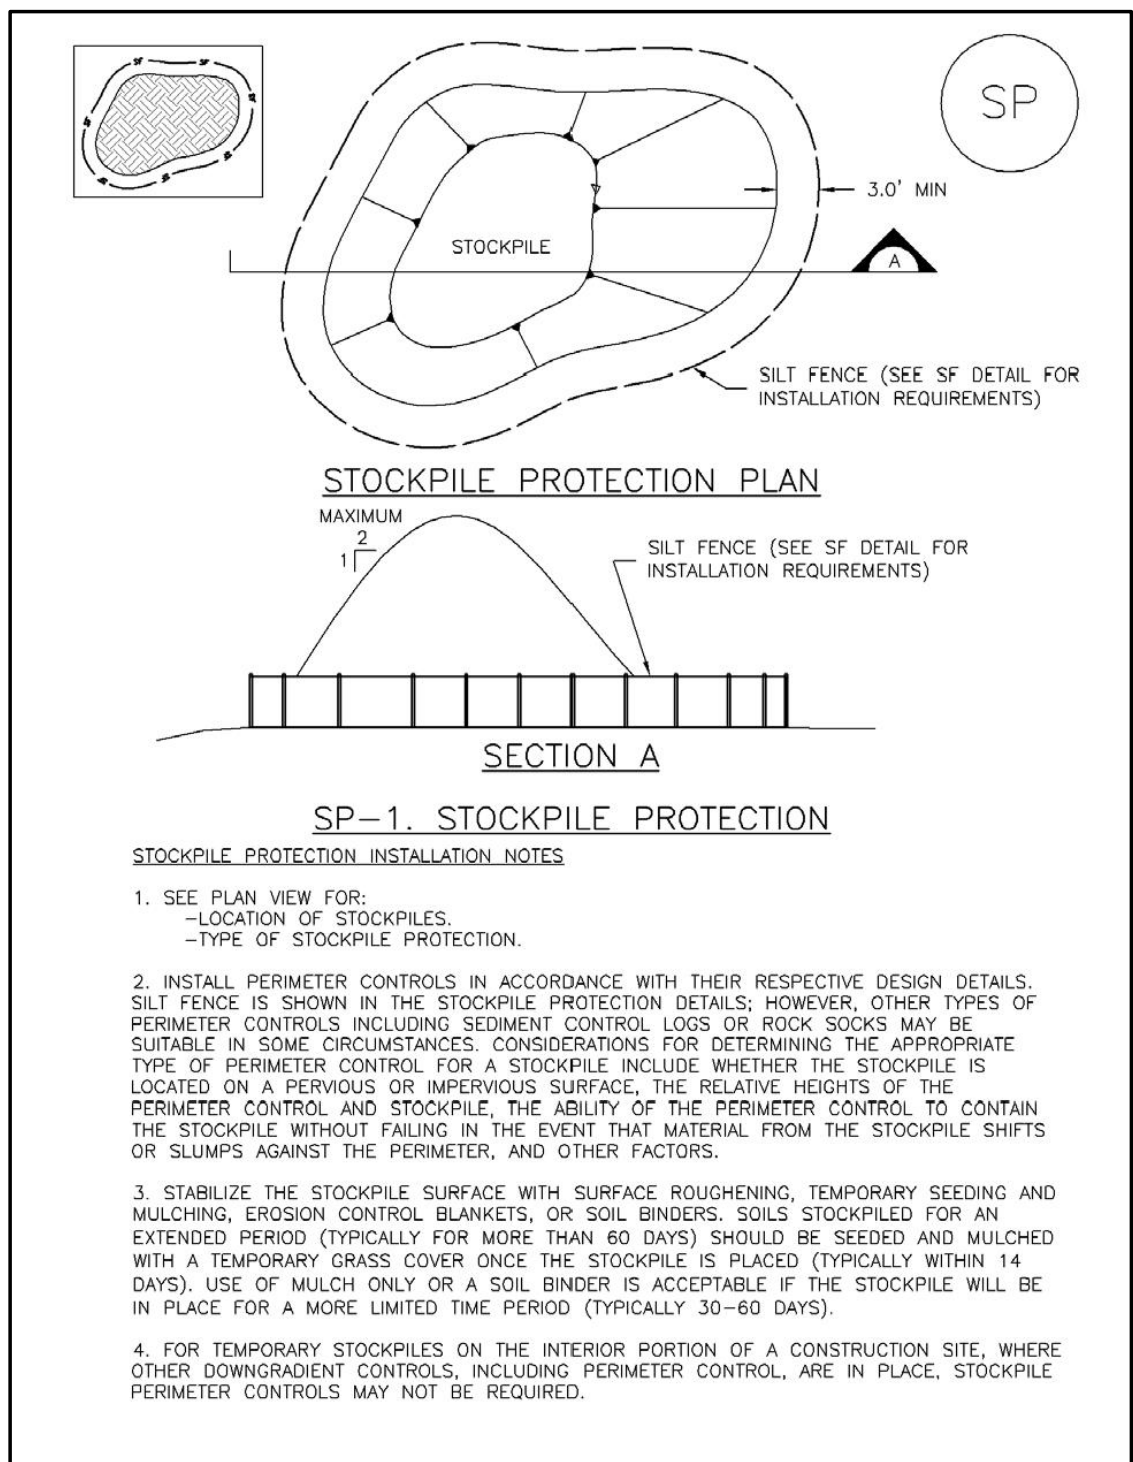 SF SF
SF SF
SF SF
SF SF
SP
3.0' MIN
STOCKPILE
A
SILT FENCE (SEE SF DETAIL FOR
INSTALLATION REQUIREMENTS)
STOCKPILE PROTECTION PLAN
MAXIMUM
2
1
SILT FENCE (SEE SF DETAIL FOR
INSTALLATION REQUIREMENTS)
SECTION A
SP-1. STOCKPILE PROTECTION
STOCKPILE PROTECTION INSTALLATION NOTES
1. SEE PLAN VIEW FOR:
-LOCATION OF STOCKPILES.
-TYPE OF STOCKPILE PROTECTION.
2. INSTALL PERIMETER CONTROLS IN ACCORDANCE WITH THEIR RESPECTIVE DESIGN DETAILS.
SILT FENCE IS SHOWN IN THE STOCKPILE PROTECTION DETAILS; HOWEVER, OTHER TYPES OF
PERIMETER CONTROLS INCLUDING SEDIMENT CONTROL LOGS OR ROCK SOCKS MAY BE
SUITABLE IN SOME CIRCUMSTANCES. CONSIDERATIONS FOR DETERMINING THE APPROPRIATE
TYPE OF PERIMETER CONTROL FOR A STOCKPILE INCLUDE WHETHER THE STOCKPILE IS
LOCATED ON A PERVIOUS OR IMPERVIOUS SURFACE, THE RELATIVE HEIGHTS OF THE
PERIMETER CONTROL AND STOCKPILE, THE ABILITY OF THE PERIMETER CONTROL TO CONTAIN
THE STOCKPILE WITHOUT FAILING IN THE EVENT THAT MATERIAL FROM THE STOCKPILE SHIFTS
OR SLUMPS AGAINST THE PERIMETER, AND OTHER FACTORS.
3. STABILIZE THE STOCKPILE SURFACE WITH SURFACE ROUGHENING, TEMPORARY SEEDING AND
MULCHING, EROSION CONTROL BLANKETS, OR SOIL BINDERS. SOILS STOCKPILED FOR AN
EXTENDED PERIOD (TYPICALLY FOR MORE THAN 60 DAYS) SHOULD BE SEEDED AND MULCHED
WITH A TEMPORARY GRASS COVER ONCE THE STOCKPILE IS PLACED (TYPICALLY WITHIN 14
DAYS). USE OF MULCH ONLY OR A SOIL BINDER IS ACCEPTABLE IF THE STOCKPILE WILL BE
IN PLACE FOR A MORE LIMITED TIME PERIOD (TYPICALLY 30-60 DAYS).
4. FOR TEMPORARY STOCKPILES ON THE INTERIOR PORTION OF A CONSTRUCTION SITE, WHERE
OTHER DOWNGRADIENT CONTROLS, INCLUDING PERIMETER CONTROL, ARE IN PLACE, STOCKPILE
PERIMETER CONTROLS MAY NOT BE REQUIRED.